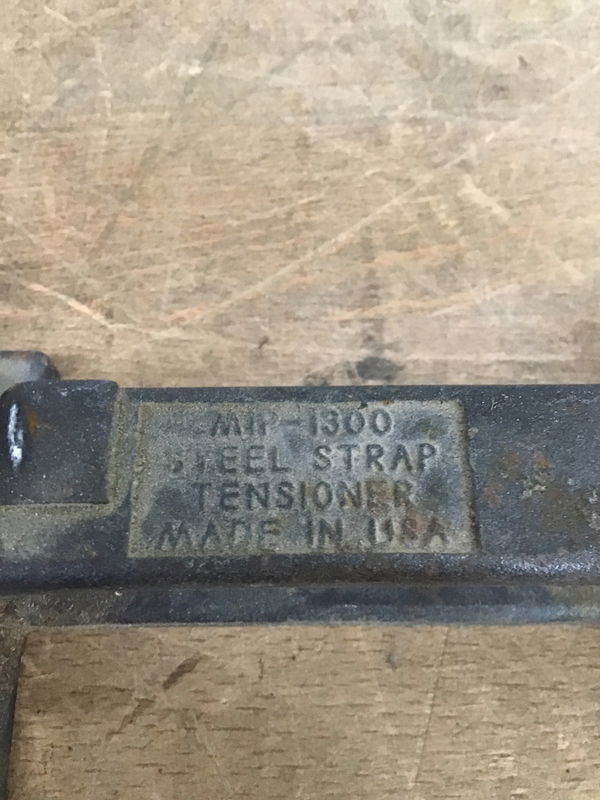 MIP-1300
STEEL STRAP
TENSIONER
MADE IN USA